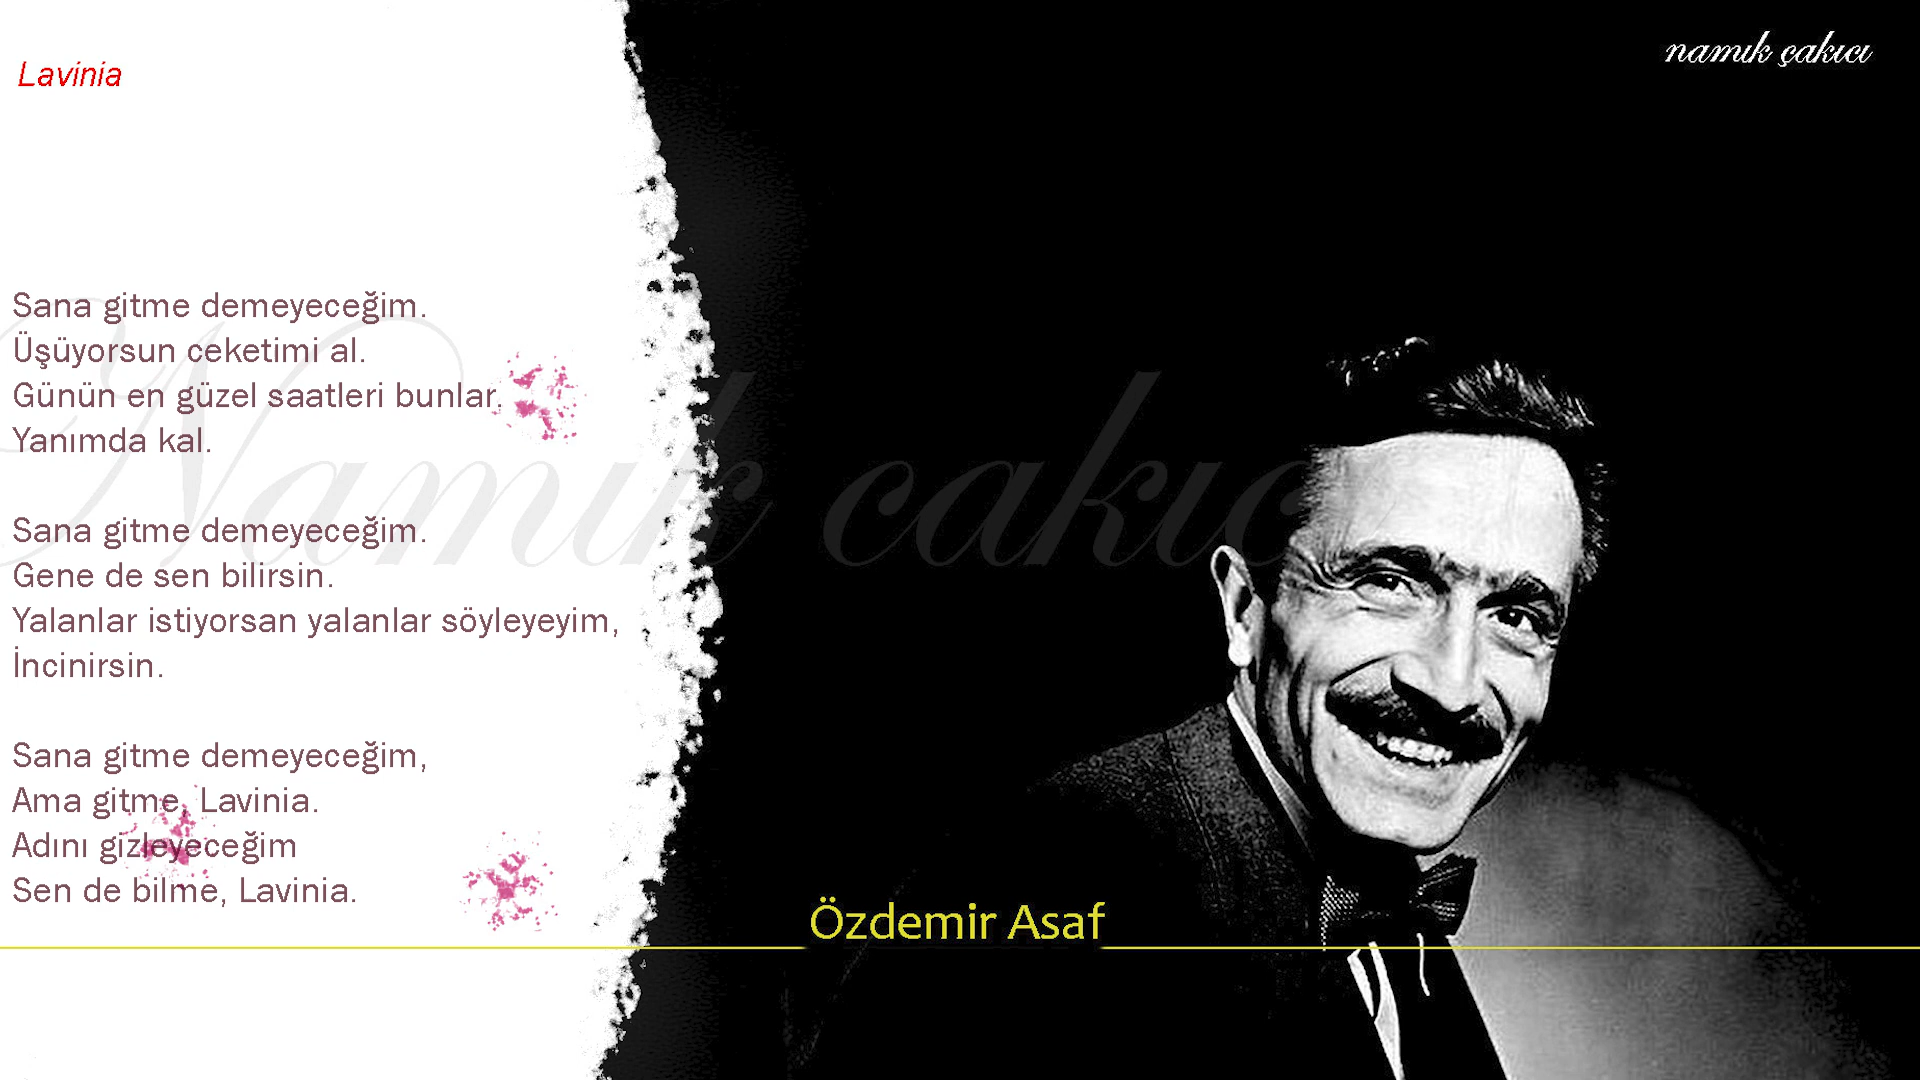 Lavinia
namık çakıcı
Sana gitme demeyeceğim.
Üşüyorsun ceketimi al.
Günün en güzel saatleri bunlar.
Yanımda kal.
Sana gitme demeyeceğim.
Gene de sen bilirsin.
Yalanlar istiyorsan yalanlar söyleyeyim,
İncinirsin.
Sana gitme demeyeceğim,
Ama gitme, Lavinia.
Adını gizleyeceğim
Sen de bilme, Lavinia.
Namık cakıcı
Özdemir Asaf